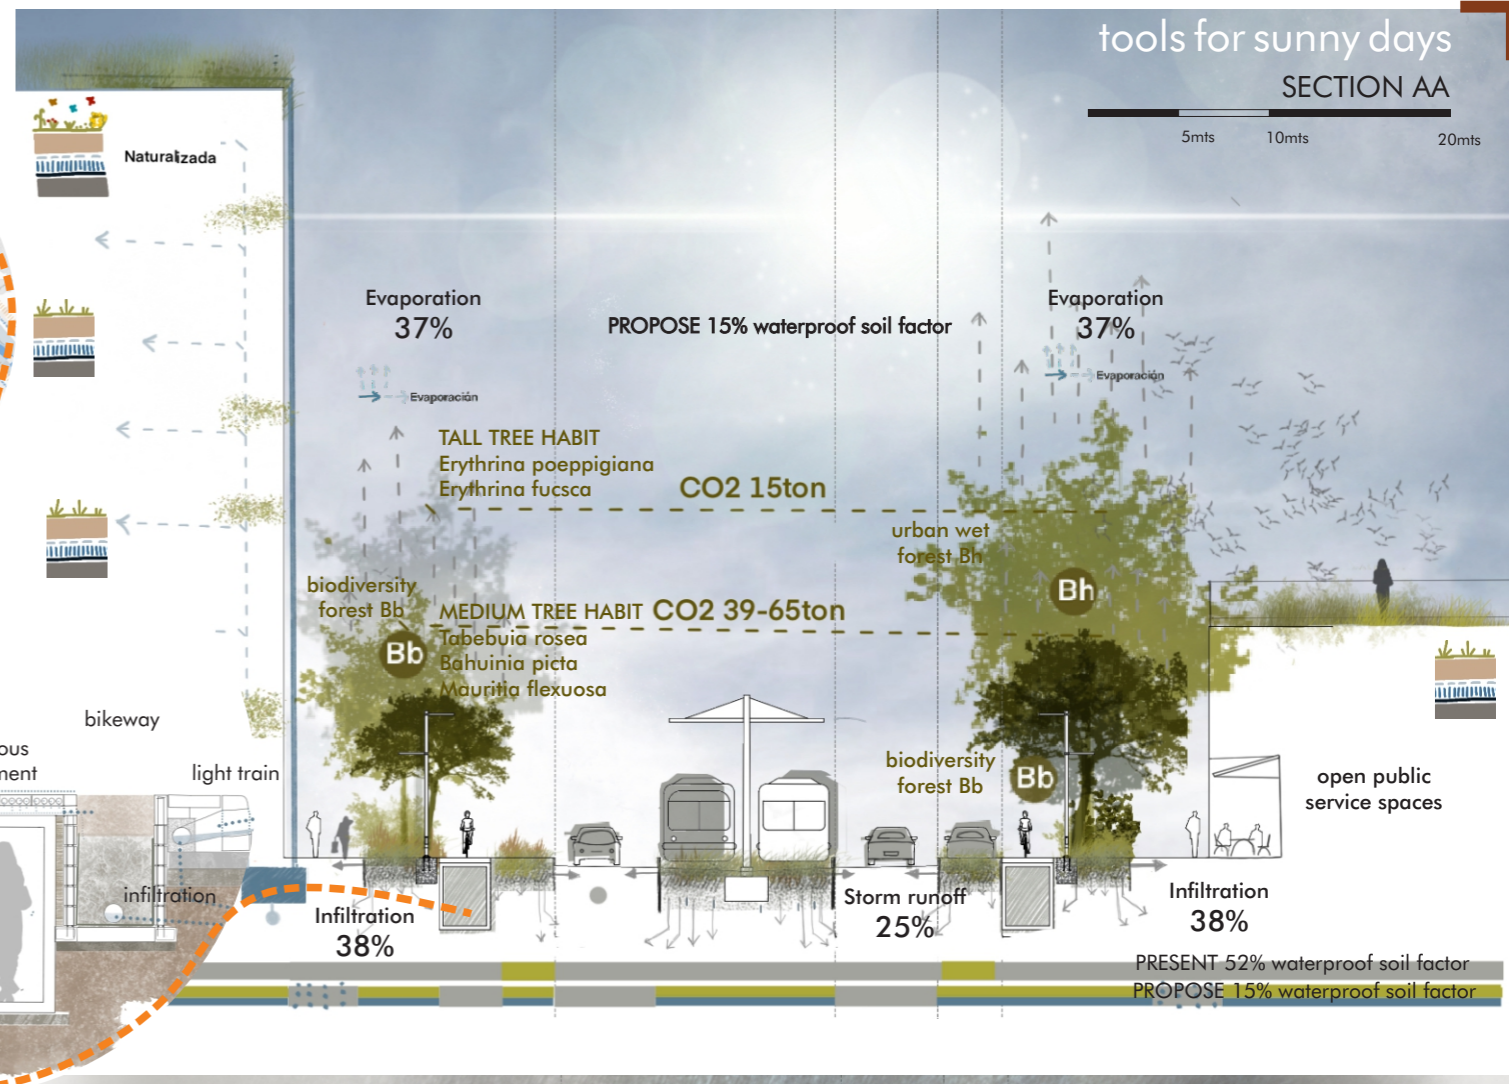 tools for sunny days
SECTION AA
5mts 10mts 20mts
Naturalizada
Evaporation
37%
PROPOSE 15% waterproof soil factor
Evaporation
37%
Evaporación
Evaporación
TALL TREE HABIT
Erythrina poeppigiana
Erythrina fucsca
CO2 15ton
urban wet
forest Bh
Bh
biodiversity
forest Bb
Bb
MEDIUM TREE HABIT CO2 39-65ton
Tabebuia rosea
Bahuinia picta
Mauritia flexuosa
bikeway
ous
ment
light train
biodiversity
forest Bb
Bb
open public
service spaces
infiltration
Infiltration
38%
Storm runoff
25%
Infiltration
38%
PRESENT 52% waterproof soil factor
PROPOSE 15% waterproof soil factor